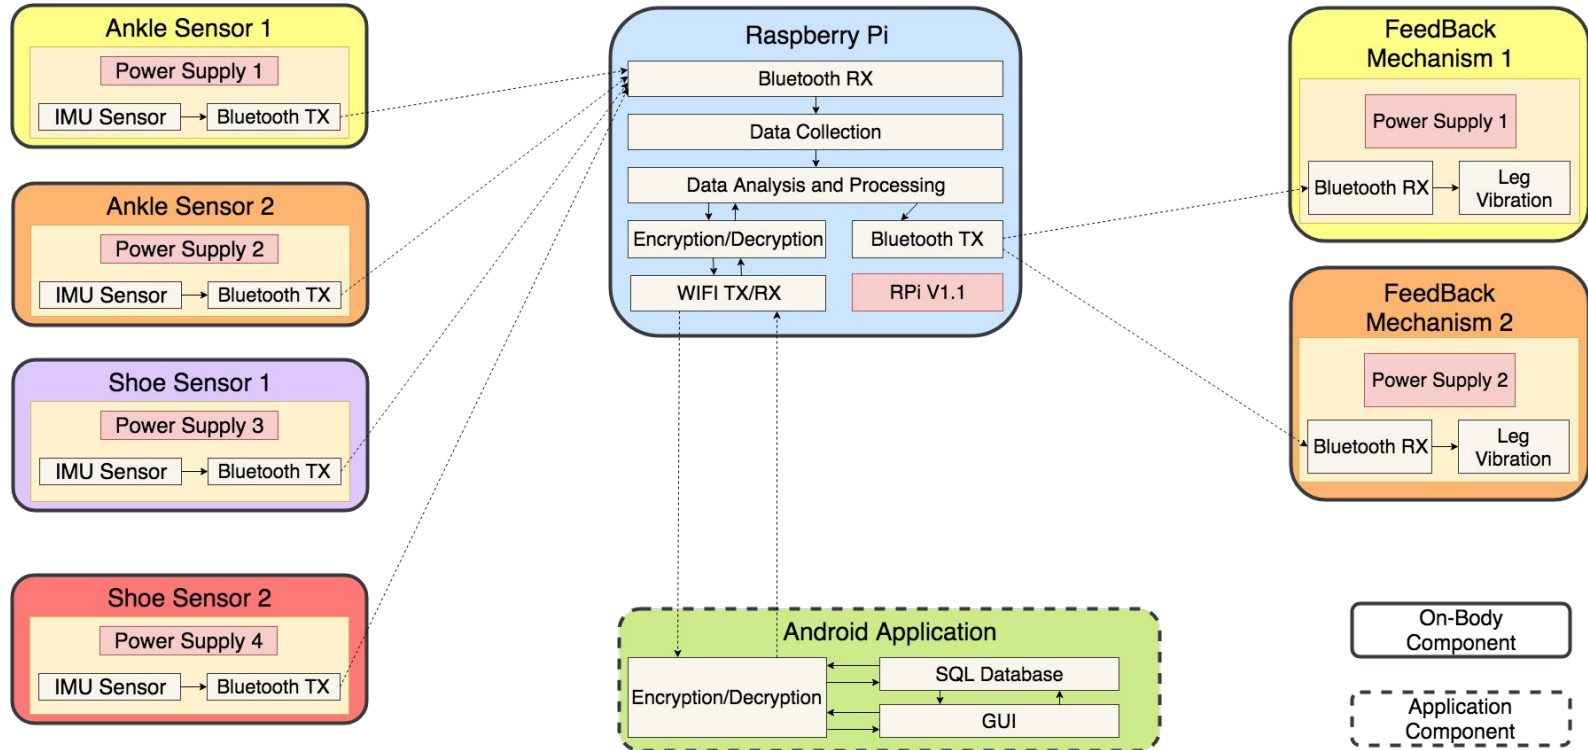 Ankle Sensor 1
Power Supply 1
IMU Sensor
Bluetooth TX
Ankle Sensor 2
Power Supply 2
IMU Sensor
Bluetooth TX
Shoe Sensor 1
Power Supply 3
IMU Sensor
Bluetooth TX
Shoe Sensor 2
Power Supply 4
IMU Sensor
Bluetooth TX
Raspberry Pi
Bluetooth RX
Data Collection
Data Analysis and Processing
Encryption/Decryption
Bluetooth TX
WIFI TX/RX
RPi V1.1
Android Application
Encryption/Decryption
SQL Database
GUI
FeedBack
Mechanism 1
Power Supply 1
Bluetooth RX
Leg
Vibration
FeedBack
Mechanism 2
Power Supply 2
Bluetooth RX
Leg
Vibration
On-Body
Component
Application
Component